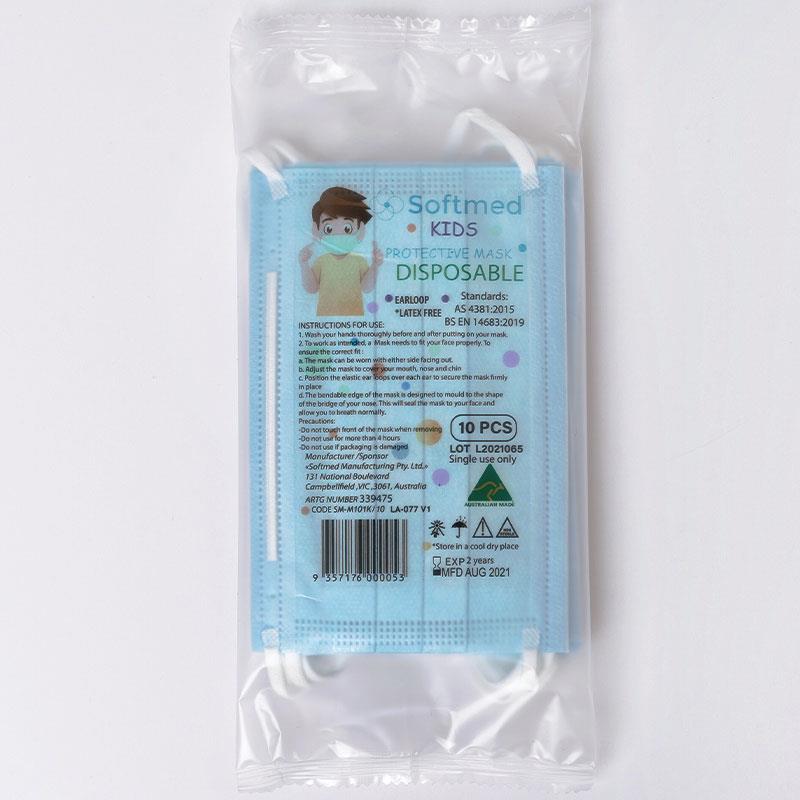 Softmed
KIDS
PROTECTIVE MASK
DISPOSABLE
EARLOOP
*LATEX FREE
Standards:
AS 4381:2015
BS EN 14683:2019
INSTRUCTIONS FOR USE:
1. Wash your hands thoroughly before and after putting on your mask.
2. To work as intended, a Mask needs to fit your face properly. To
ensure the correct fit :
a. The mask can be worn with either side facing out.
b. Adjust the mask to cover your mouth, nose and chin
c. Position the elastic ear loops over each ear to secure the mask firmly
in place
d. The bendable edge of the mask is designed to mould to the shape
of the bridge of your nose. This will seal the mask to your face and
allow you to breath normally.
Precautions:
-Do not touch front of the mask when removing
-Do not use for more than 4 hours
-Do not use if packaging is damaged
Manufacturer /Sponsor
«Softmed Manufacturing Pty. Ltd.»
131 National Boulevard
Campbellfield ,VIC ,3061, Australia
ARTG NUMBER 339475
CODE SM-M101K/10 LA-077 V1
10 PCS
LOT L2021065
Single use only
AUSTRALIAN MADE
*Store in a cool dry place
EXP 2 years
MFD AUG 2021
9 357176 000053